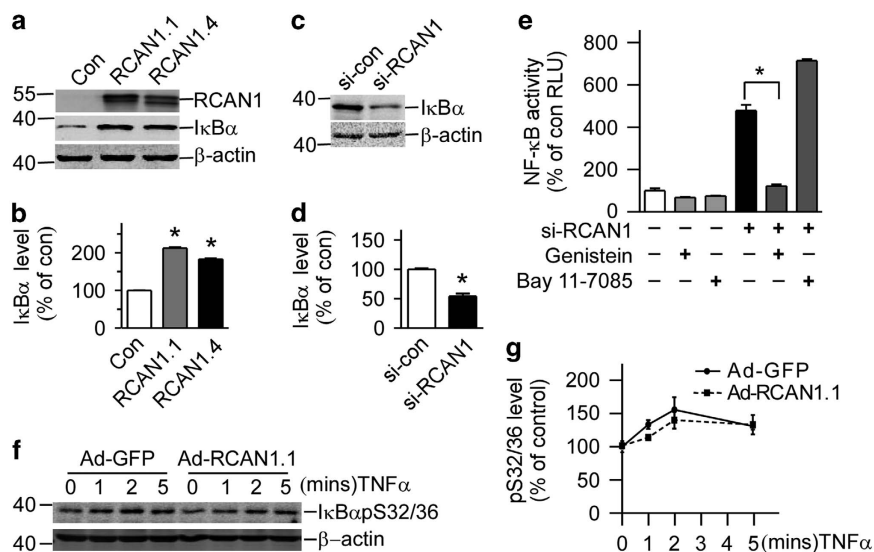 a
Con
RCAN1.1
RCAN1.4
55
RCAN1
40
IκBα
40
β-actin
b
IκBα level
(% of con)
200
100
0
Con
RCAN1.1
RCAN1.4
*
*
c
si-con
si-RCAN1
40
IκBα
40
β-actin
d
IκBα level
(% of con)
100
50
0
*
si-con
si-RCAN1
e
NF-κB activity
(% of con RLU)
800
600
400
200
0
*
si-RCAN1 – – – + + +
Genistein – + – – + –
Bay 11-7085 – – + – – +
f
Ad-GFP Ad-RCAN1.1
0 1 2 5 0 1 2 5 (mins)TNFα
40
IκBαpS32/36
40
β–actin
g
Ad-GFP
Ad-RCAN1.1
pS32/36 level
(% of control)
200
150
100
50
0
0 1 2 3 4 5 (mins)TNFα